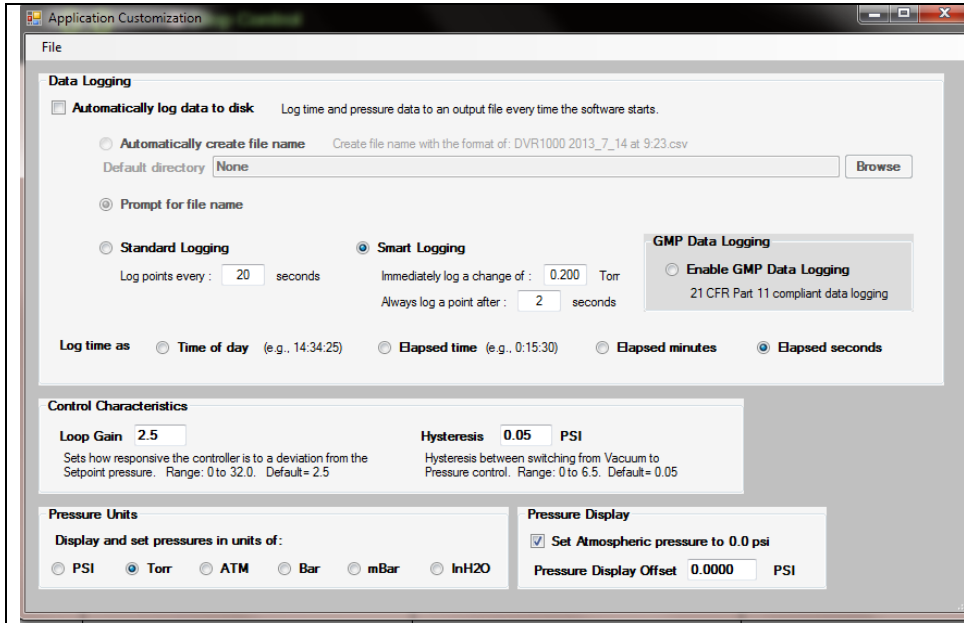 Application Customization
File
Data Logging
Automatically log data to disk Log time and pressure data to an output file every time the software starts.
Automatically create file name Create file name with the format of: DVR1000 2013_7_14 at 9:23.csv
Default directory None Browse
Prompt for file name
Standard Logging Smart Logging GMP Data Logging
Log points every : 20 seconds Immediately log a change of : 0.200 Torr Enable GMP Data Logging
Always log a point after : 2 seconds 21 CFR Part 11 compliant data logging
Log time as Time of day (e.g., 14:34:25) Elapsed time (e.g., 0:15:30) Elapsed minutes Elapsed seconds
Control Characteristics
Loop Gain 2.5 Hysteresis 0.05 PSI
Sets how responsive the controller is to a deviation from the Hysteresis between switching from Vacuum to
Setpoint pressure. Range: 0 to 32.0. Default= 2.5 Pressure control. Range: 0 to 6.5. Default= 0.05
Pressure Units Pressure Display
Display and set pressures in units of: Set Atmospheric pressure to 0.0 psi
PSI Torr ATM Bar mBar InH2O Pressure Display Offset 0.0000 PSI